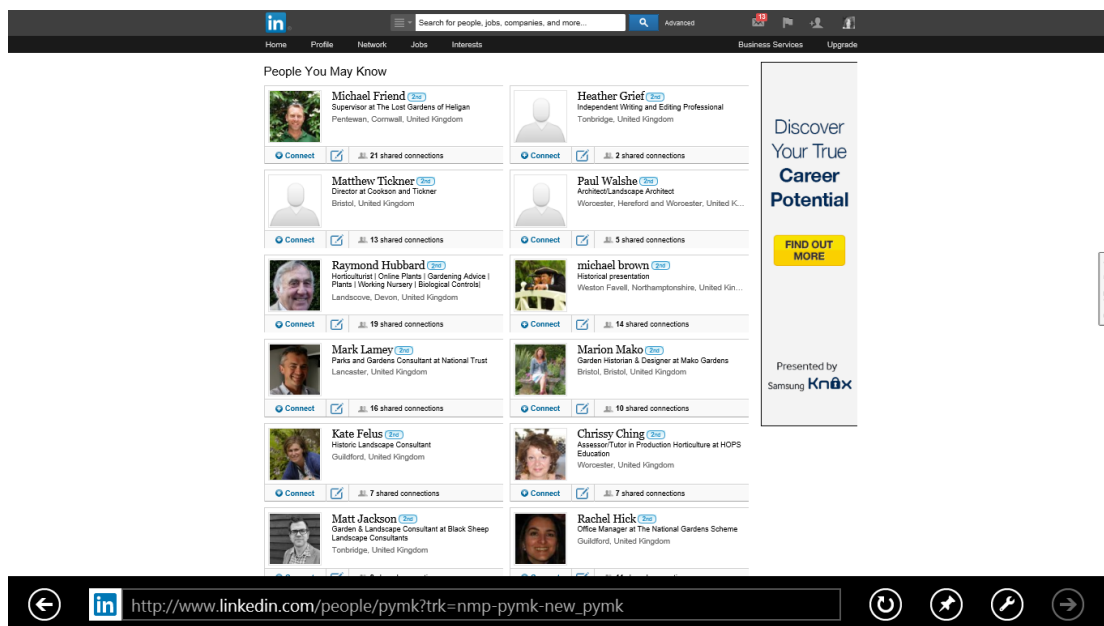 in
Search for people, jobs, companies, and more...
Advanced
13
Home Profile Network Jobs Interests
Business Services Upgrade
People You May Know
Michael Friend 2nd
Supervisor at The Lost Gardens of Heligan
Pentewan, Cornwall, United Kingdom
Connect
21 shared connections
Heather Grief 2nd
Independent Writing and Editing Professional
Tonbridge, United Kingdom
Connect
2 shared connections
Matthew Tickner 2nd
Director at Cookson and Tickner
Bristol, United Kingdom
Connect
13 shared connections
Paul Walshe 2nd
Architect/Landscape Architect
Worcester, Hereford and Worcester, United K...
Connect
5 shared connections
Raymond Hubbard 2nd
Horticulturist | Online Plants | Gardening Advice |
Plants | Working Nursery | Biological Controls|
Landscove, Devon, United Kingdom
Connect
19 shared connections
michael brown 2nd
Historical presentation
Weston Favell, Northamptonshire, United Kin...
Connect
14 shared connections
Mark Lamey 2nd
Parks and Gardens Consultant at National Trust
Lancaster, United Kingdom
Connect
16 shared connections
Marion Mako 2nd
Garden Historian & Designer at Mako Gardens
Bristol, Bristol, United Kingdom
Connect
10 shared connections
Kate Felus 2nd
Historic Landscape Consultant
Guildford, United Kingdom
Connect
7 shared connections
Chrissy Ching 2nd
Assessor/Tutor in Production Horticulture at HOPS
Education
Worcester, United Kingdom
Connect
7 shared connections
Matt Jackson 2nd
Garden & Landscape Consultant at Black Sheep
Landscape Consultants
Tonbridge, United Kingdom
Rachel Hick 2nd
Office Manager at The National Gardens Scheme
Guildford, United Kingdom
Discover
Your True
Career
Potential
FIND OUT
MORE
Presented by
Samsung Knox
in
http://www.linkedin.com/people/pymk?trk=nmp-pymk-new_pymk